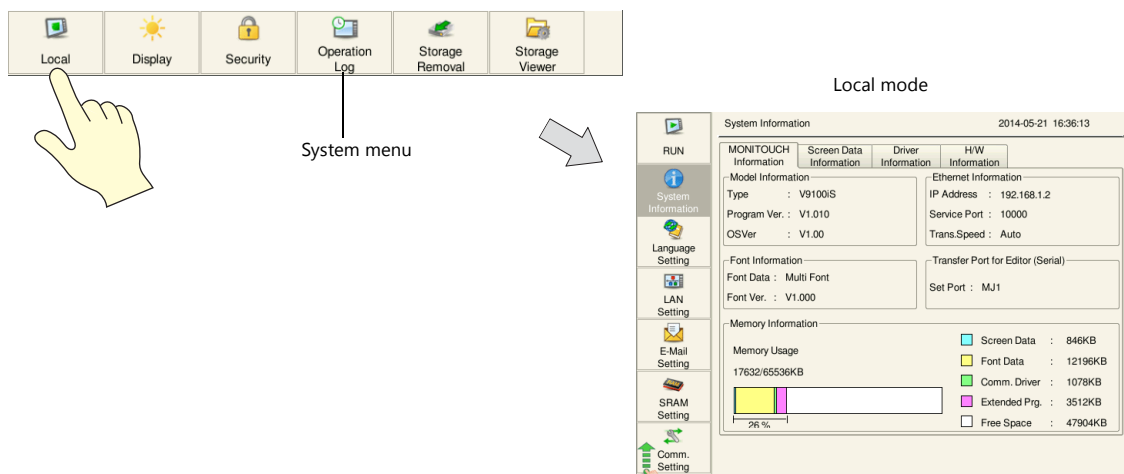 Local
Display
Security
Operation
Log
Storage
Removal
Storage
Viewer
System menu
Local mode
RUN
System
Information
Language
Setting
LAN
Setting
E-Mail
Setting
SRAM
Setting
Comm.
Setting
System Information 2014-05-21 16:36:13
MONITOUCH
Information
Screen Data
Information
Driver
Information
H/W
Information
Model Information
Type : V9100iS
Program Ver. : V1.010
OSVer : V1.00
Ethernet Information
IP Address : 192.168.1.2
Service Port : 10000
Trans.Speed : Auto
Font Information
Font Data : Multi Font
Font Ver. : V1.000
Transfer Port for Editor (Serial)
Set Port : MJ1
Memory Information
Memory Usage
17632/65536KB
26 %
Screen Data : 846KB
Font Data : 12196KB
Comm. Driver : 1078KB
Extended Prg. : 3512KB
Free Space : 47904KB